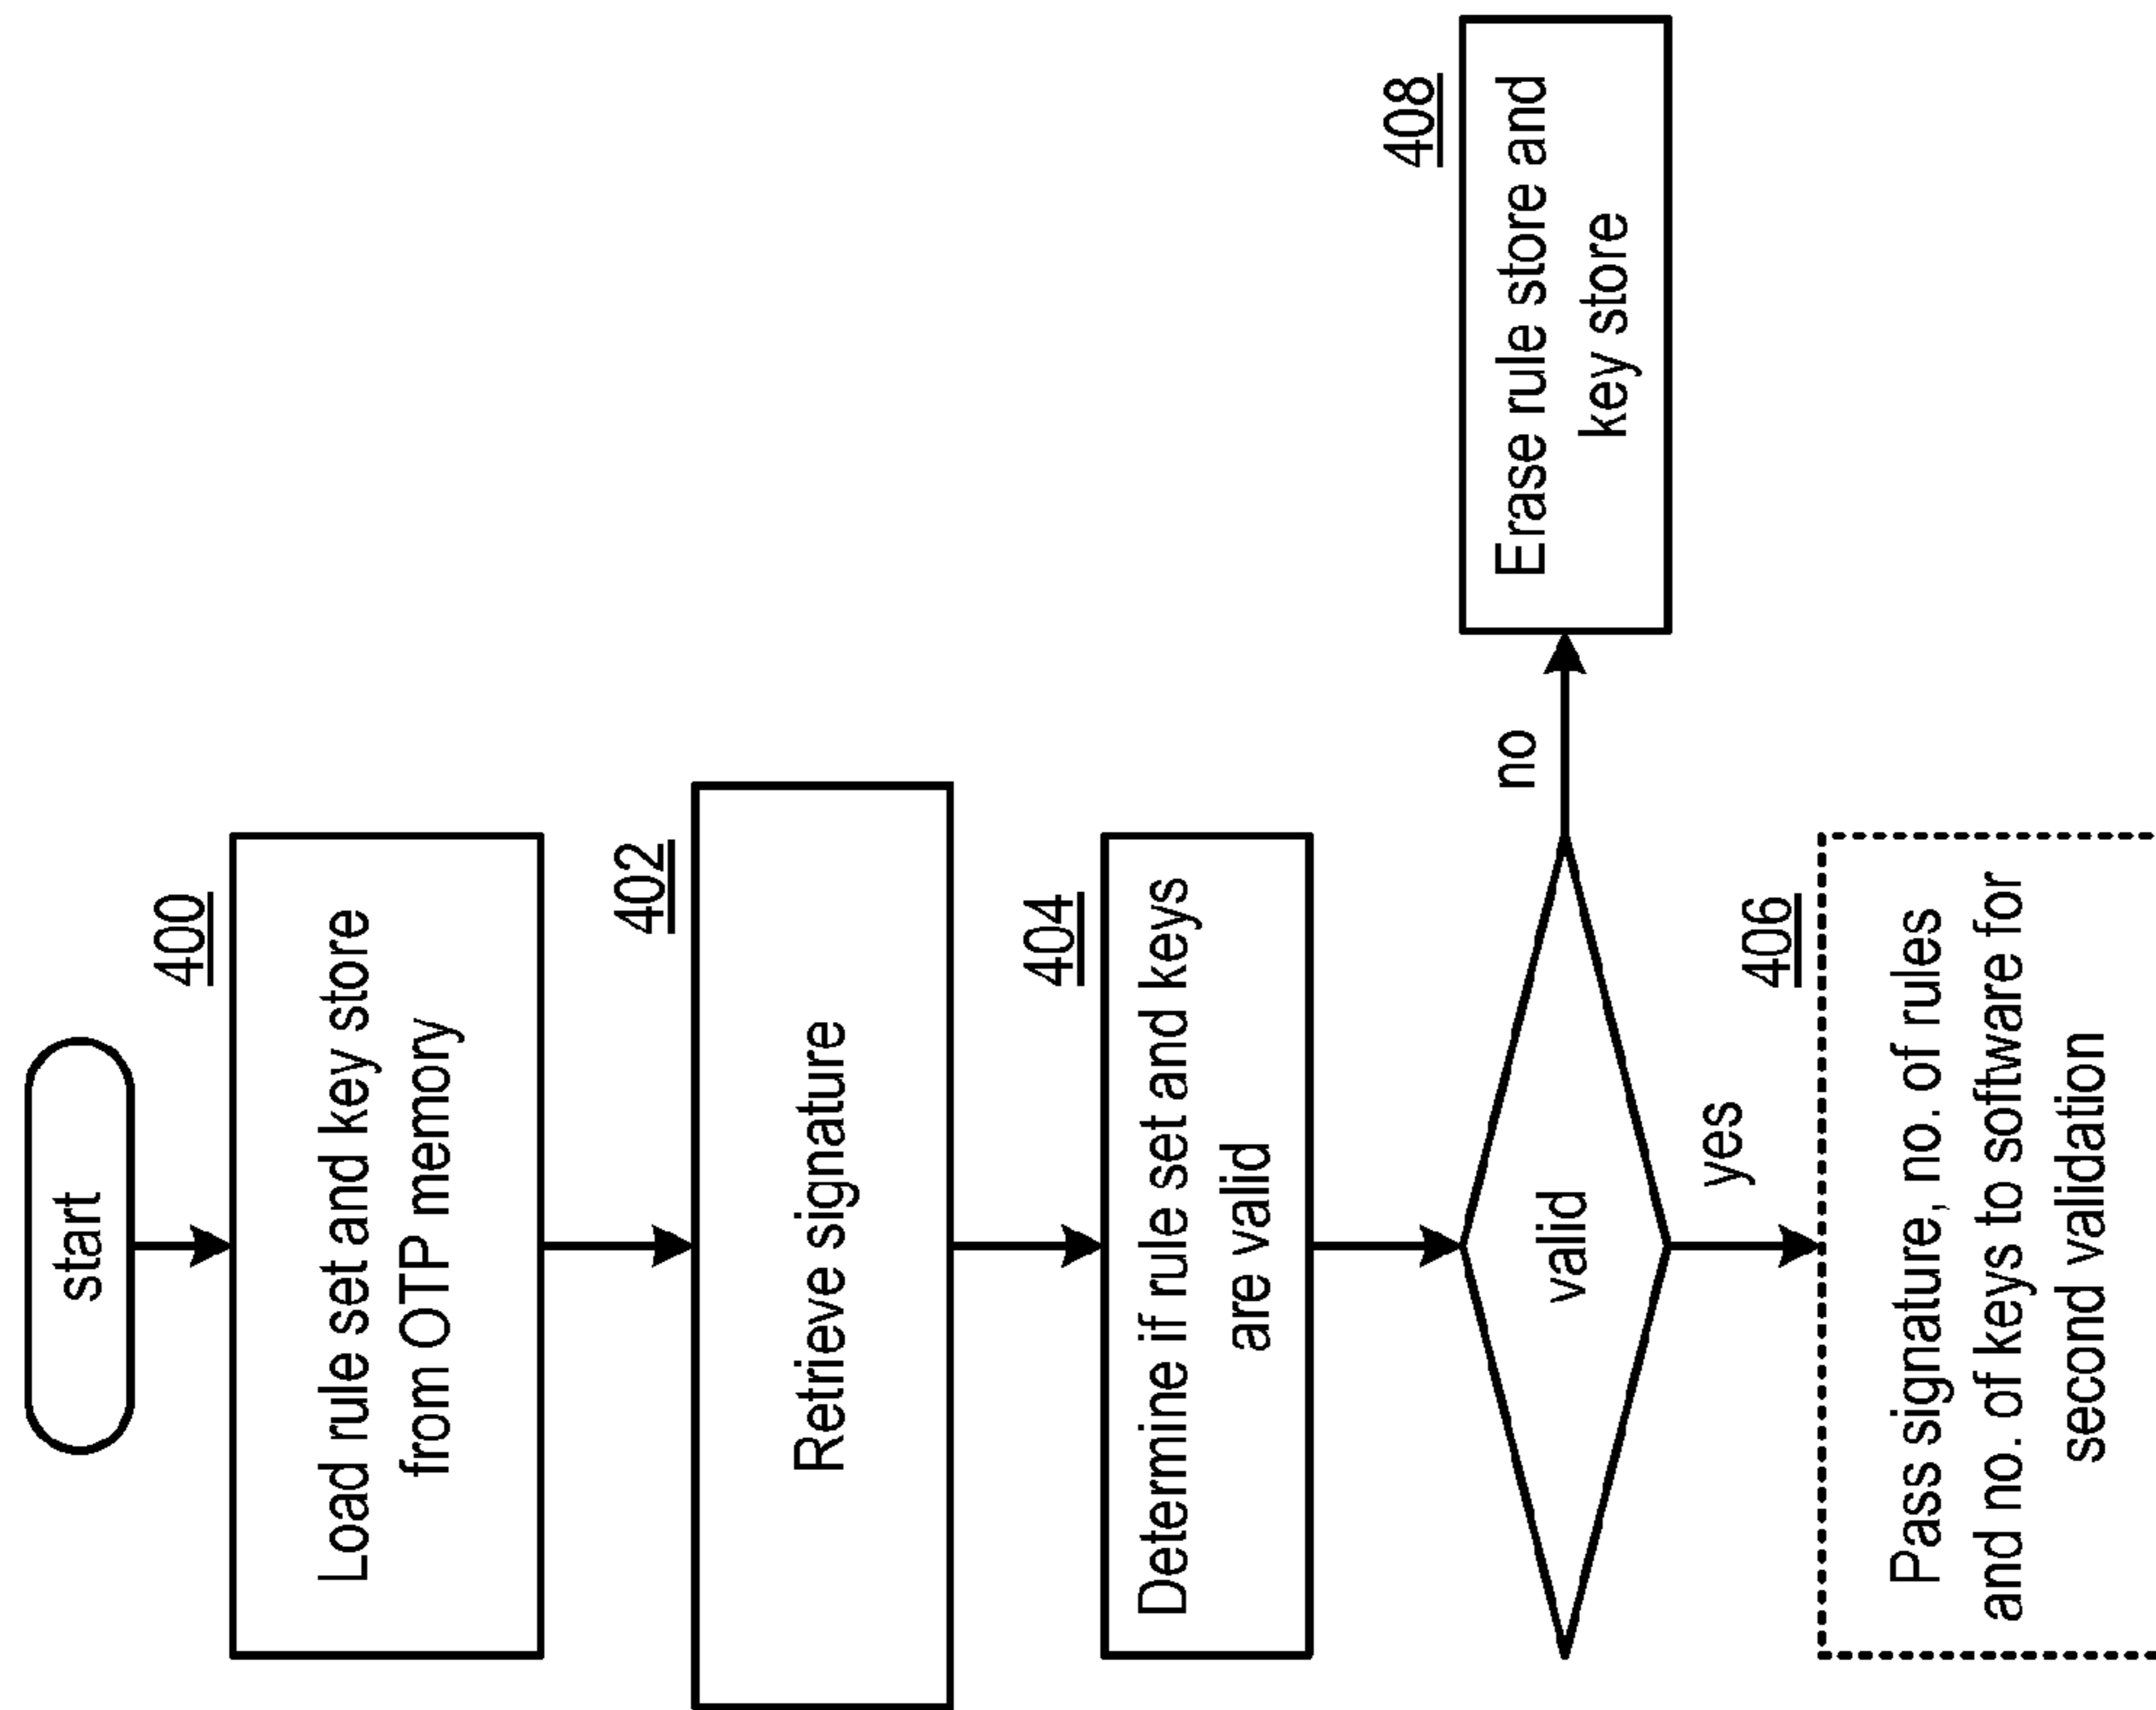 start
400
Load rule set and key store
from OTP memory
402
Retrieve signature
404
Determine if rule set and keys
are valid
valid
no
408
Erase rule store and
key store
yes
406
Pass signature, no. of rules
and no. of keys to software for
second validation